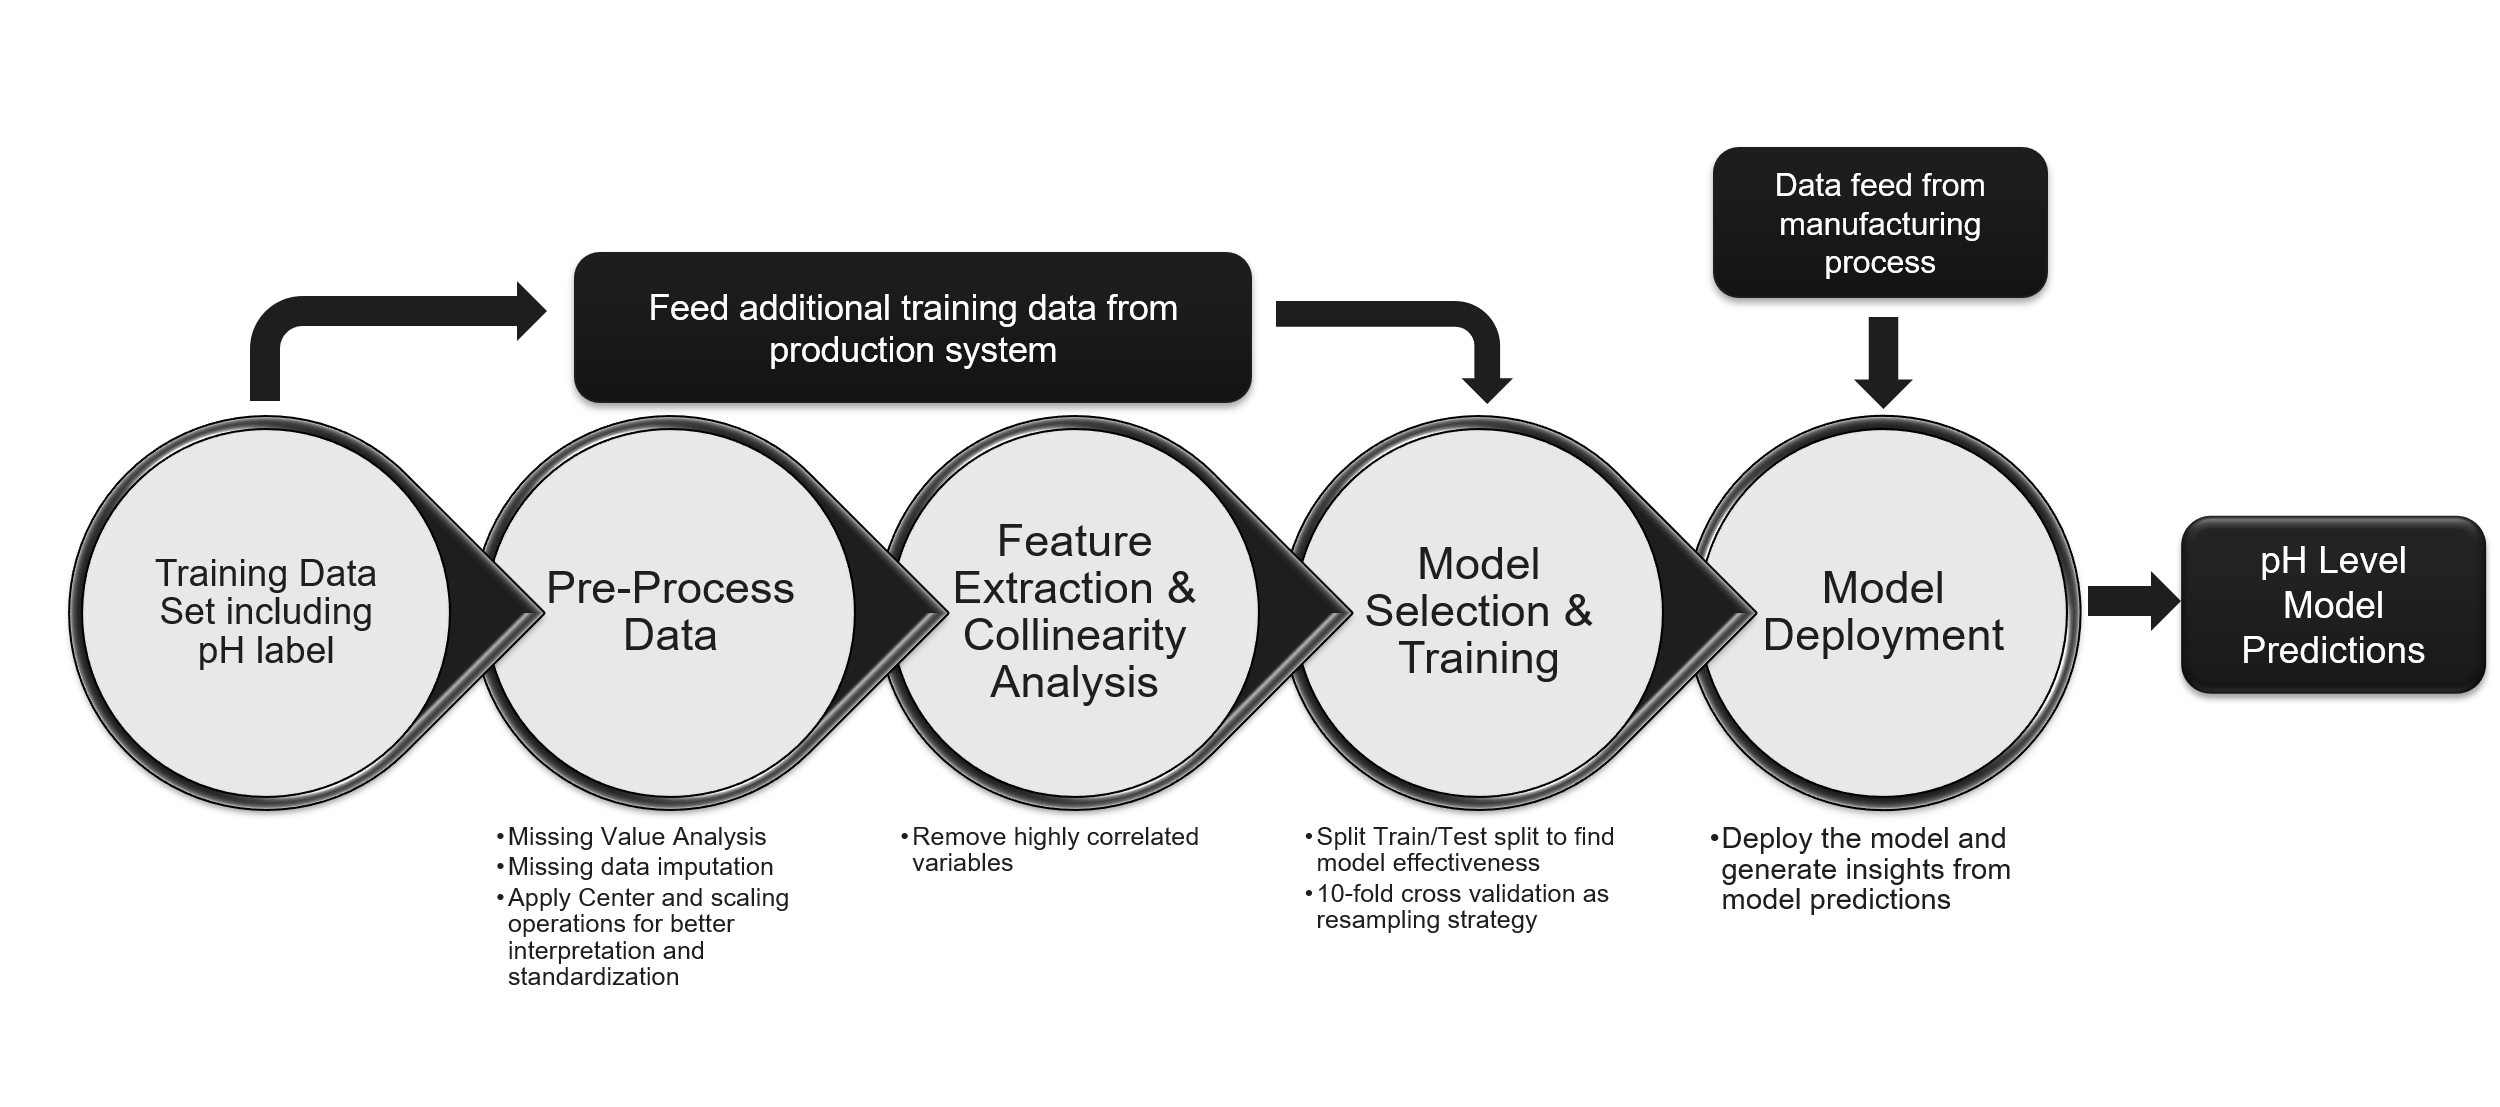 Data feed from
manufacturing
process
Feed additional training data from
production system
Training Data
Set including
pH label
Pre-Process
Data
Feature
Extraction &
Collinearity
Analysis
Model
Selection &
Training
Model
Deployment
pH Level
Model
Predictions
•Missing Value Analysis
•Missing data imputation
•Apply Center and scaling
operations for better
interpretation and
standardization
•Remove highly correlated
variables
•Split Train/Test split to find
model effectiveness
•10-fold cross validation as
resampling strategy
•Deploy the model and
generate insights from
model predictions